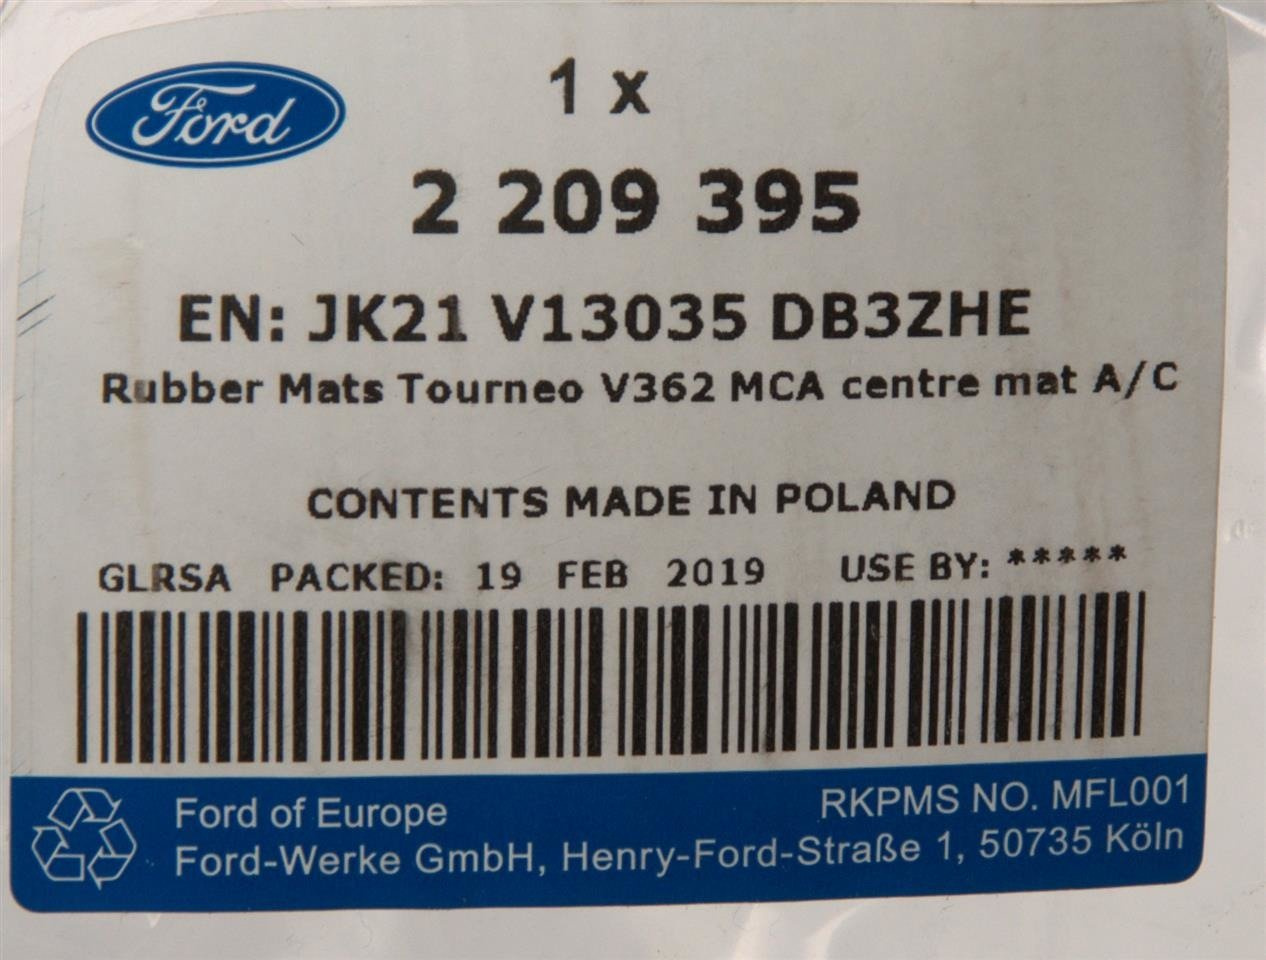 Ford
1 x
2 209 395
EN: JK21 V13035 DB3ZHE
Rubber Mats Tourneo V362 MCA centre mat A/C
CONTENTS MADE IN POLAND
GLRSA PACKED: 19 FEB 2019 USE BY: *****
Ford of Europe RKPMS NO. MFL001
Ford-Werke GmbH, Henry-Ford-Straße 1, 50735 Köln